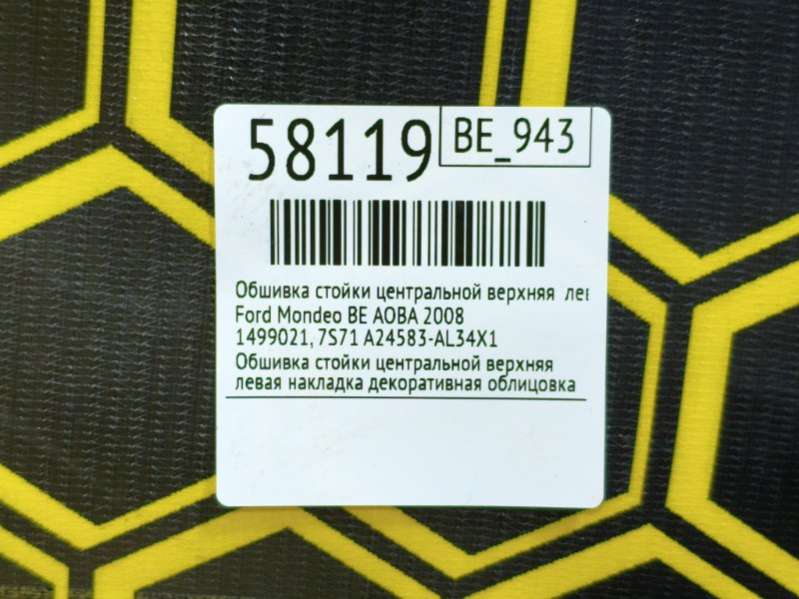 58119
BE_943
Обшивка стойки центральной верхняя
Ford Mondeo BE AOBA 2008
1499021, 7S71 A24583-AL34X1
Обшивка стойки центральной верхняя
левая накладка декоративная облицовка